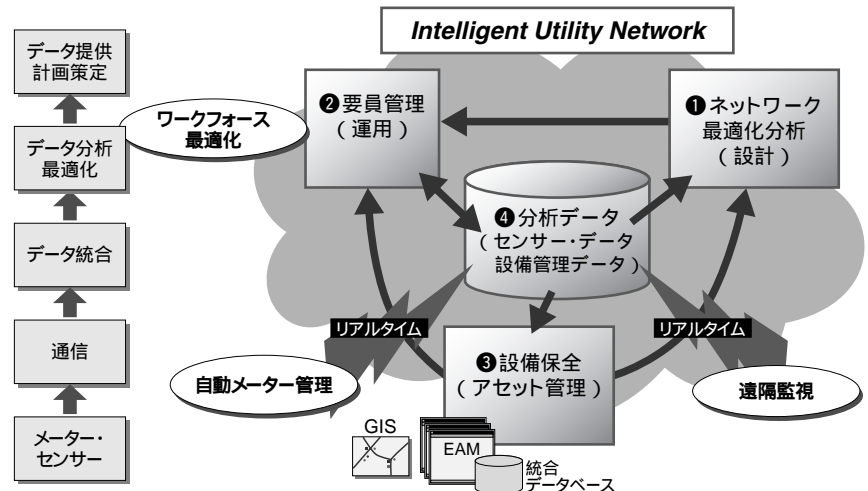 Intelligent Utility Network
データ提供
計画策定
データ分析
最適化
データ統合
通信
メーター・
センサー
ワークフォース
最適化
❷要員管理
（運用）
❶ネットワーク
最適化分析
（設計）
❹分析データ
（センサー・データ
設備管理データ）
リアルタイム
リアルタイム
自動メーター管理
❸設備保全
（アセット管理）
遠隔監視
GIS
EAM
統合
データベース